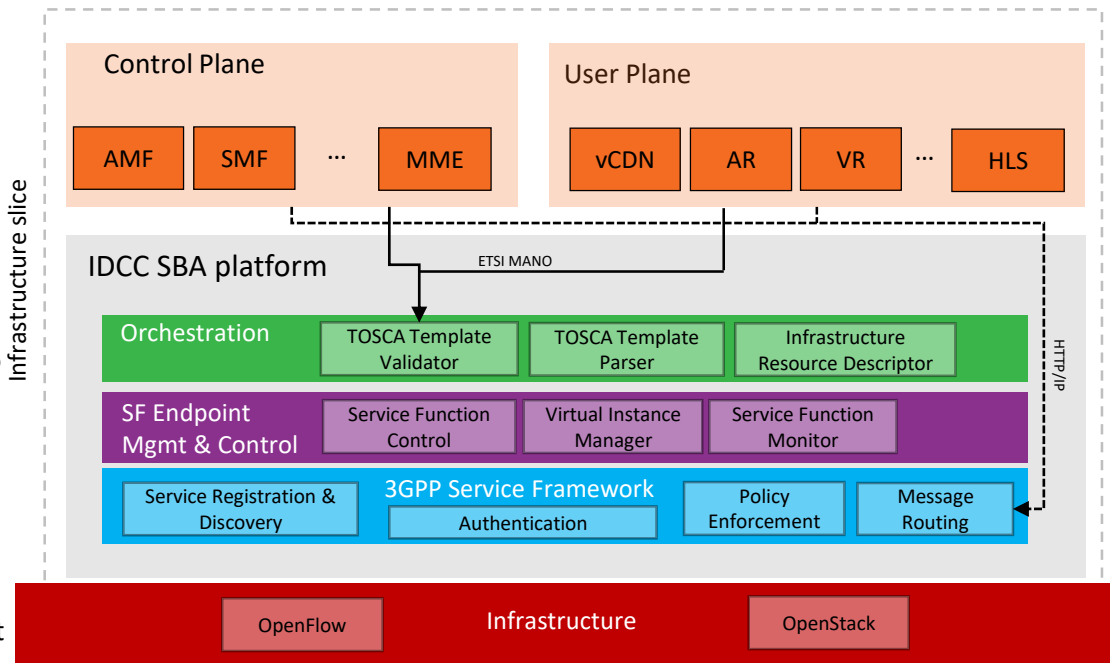 Control Plane
User Plane
AMF
SMF
...
MME
vCDN
AR
VR
...
HLS
Infrastructure slice
IDCC SBA platform
ETSI MANO
HTTP/IP
Orchestration
TOSCA Template
Validator
TOSCA Template
Parser
Infrastructure
Resource Descriptor
SF Endpoint
Mgmt & Control
Service Function
Control
Virtual Instance
Manager
Service Function
Monitor
3GPP Service Framework
Service Registration &
Discovery
Authentication
Policy
Enforcement
Message
Routing
Infrastructure
OpenFlow
OpenStack
t